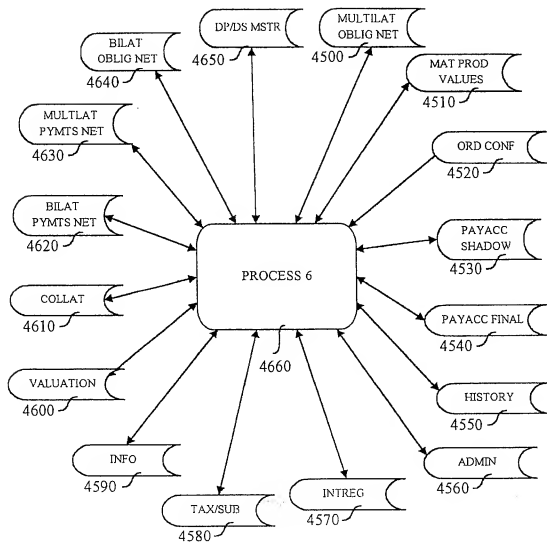 BILAT
OBLIG NET
4640
DP/DS MSTR
4650
MULTILAT
OBLIG NET
4500
MAT PROD
VALUES
4510
MULTLAT
PYMTS NET
4630
ORD CONF
4520
BILAT
PYMTS NET
4620
PAYACC
SHADOW
4530
PROCESS 6
4660
COLLAT
4610
PAYACC FINAL
4540
VALUATION
4600
HISTORY
4550
INFO
4590
ADMIN
4560
TAX/SUB
4580
INTREG
4570